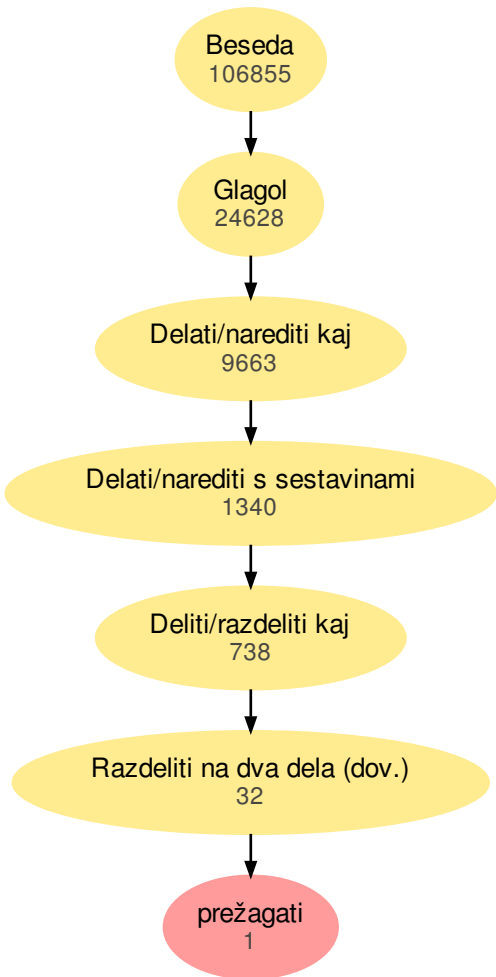 Beseda
106855
Glagol
24628
Delati/narediti kaj
9663
Delati/narediti s sestavinami
1340
Deliti/razdeliti kaj
738
Razdeliti na dva dela (dov.)
32
prežagati
1